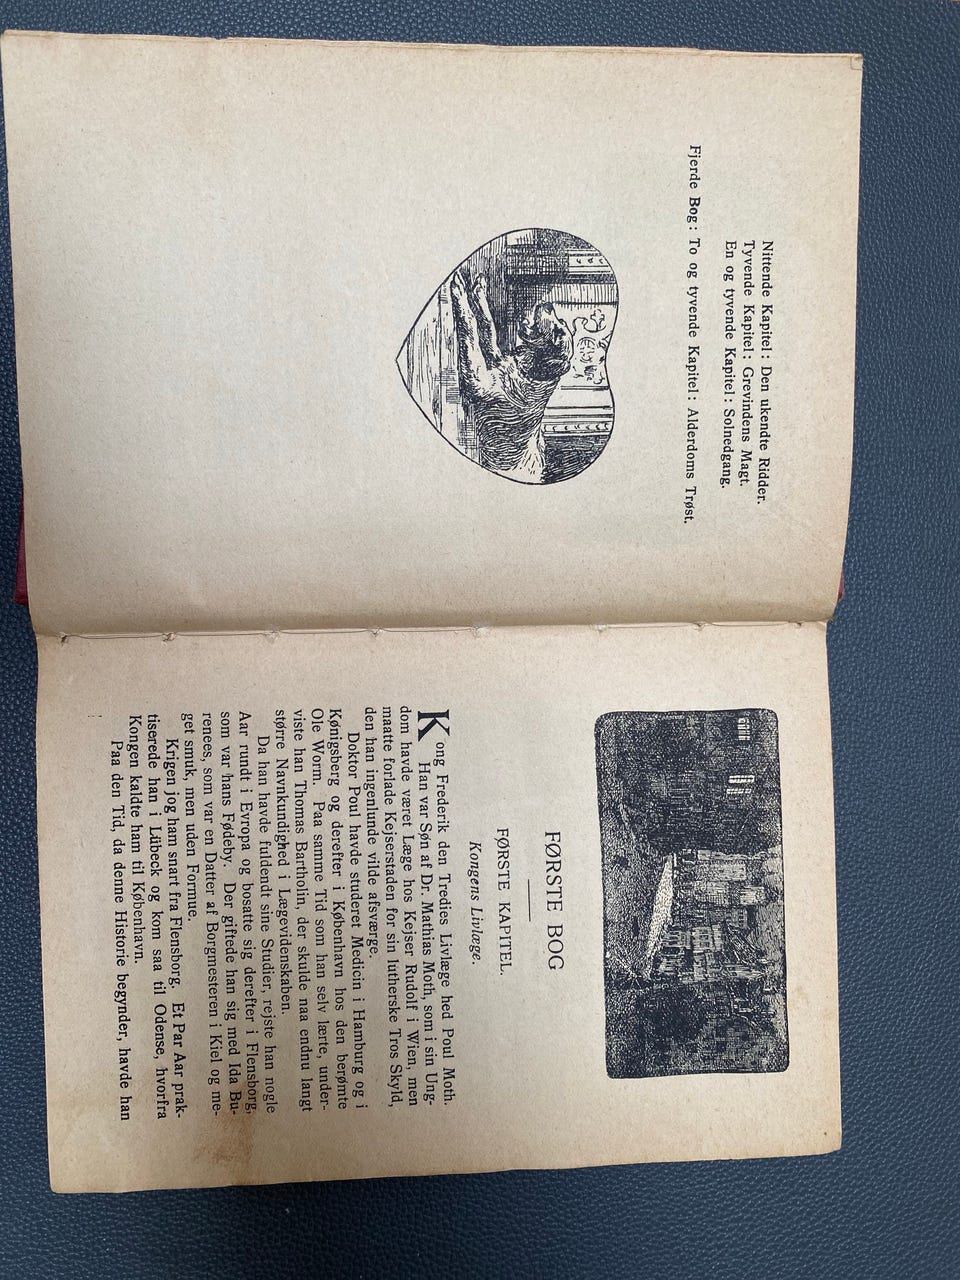 Nittende Kapitel: Den ukendte Ridder.
Tyvende Kapitel: Grevindens Magt.
En og tyvende Kapitel: Solnedgang.
Fjerde Bog: To og tyvende Kapitel: Alderdoms Trøst.
FØRSTE BOG
FØRSTE KAPITEL.
Kongens Livlæge.
Kong Frederik den Tredies Livlæge hed Poul Moth.
Han var Søn af Dr. Mathias Moth, som i sin Ung-
dom havde været Læge hos Kejser Rudolf i Wien, men
maatte forlade Kejserstaden for sin lutherske Tros Skyld,
den han ingenlunde vilde afsværge.
Doktor Poul havde studeret Medicin i Hamburg og i
Königsberg og derefter i København hos den berømte
Ole Worm. Paa samme Tid som han selv lærte, under-
viste han Thomas Bartholin, der skulde naa endnu langt
større Navnkundighed i Lægevidenskaben.
Da han havde fuldendt sine Studier, rejste han nogle
Aar rundt i Evropa og bosatte sig derefter i Flensborg,
som var hans Fødeby. Der giftede han sig med Ida Bu-
renees, som var en Datter af Borgmesteren i Kiel og me-
get smuk, men uden Formue.
Krigen jog ham snart fra Flensborg. Et Par Aar prak-
tiserede han i Lübeck og kom saa til Odense, hvorfra
Kongen kaldte ham til København.
Paa den Tid, da denne Historie begynder, havde han